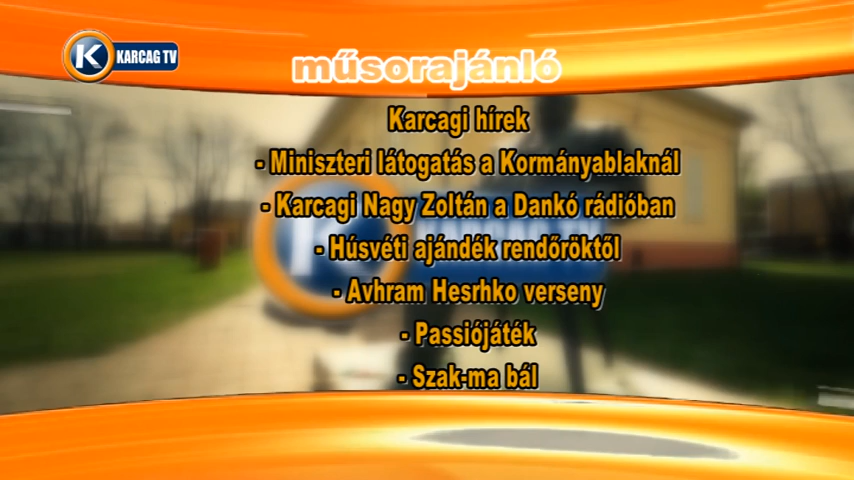 K KARCAG TV
műsorajánló
Karcagi hírek
- Miniszteri látogatás a Kormányablaknál
- Karcagi Nagy Zoltán a Dankó rádióban
- Húsvéti ajándék rendőröktől
- Avhram Hesrhko verseny
- Passiójáték
- Szak-ma bál